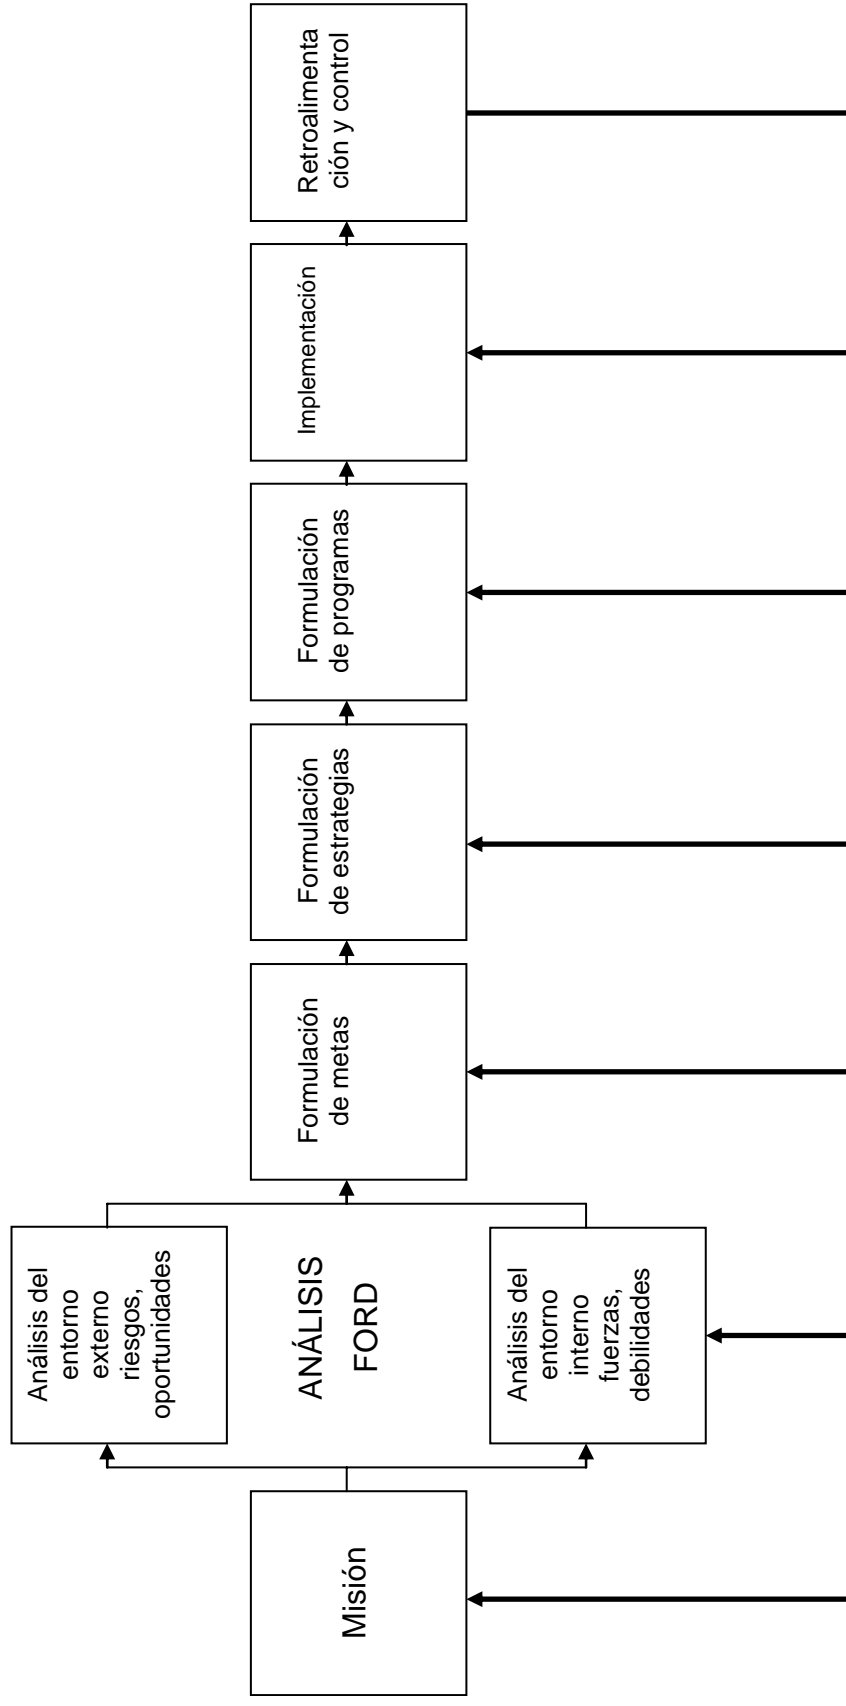 Misión
Análisis del
entorno
externo
riesgos,
oportunidades
ANÁLISIS
FORD
Análisis del
entorno
interno
fuerzas,
debilidades
Formulación
de metas
Formulación
de estrategias
Formulación
de programas
Implementación
Retroalimenta
ción y control